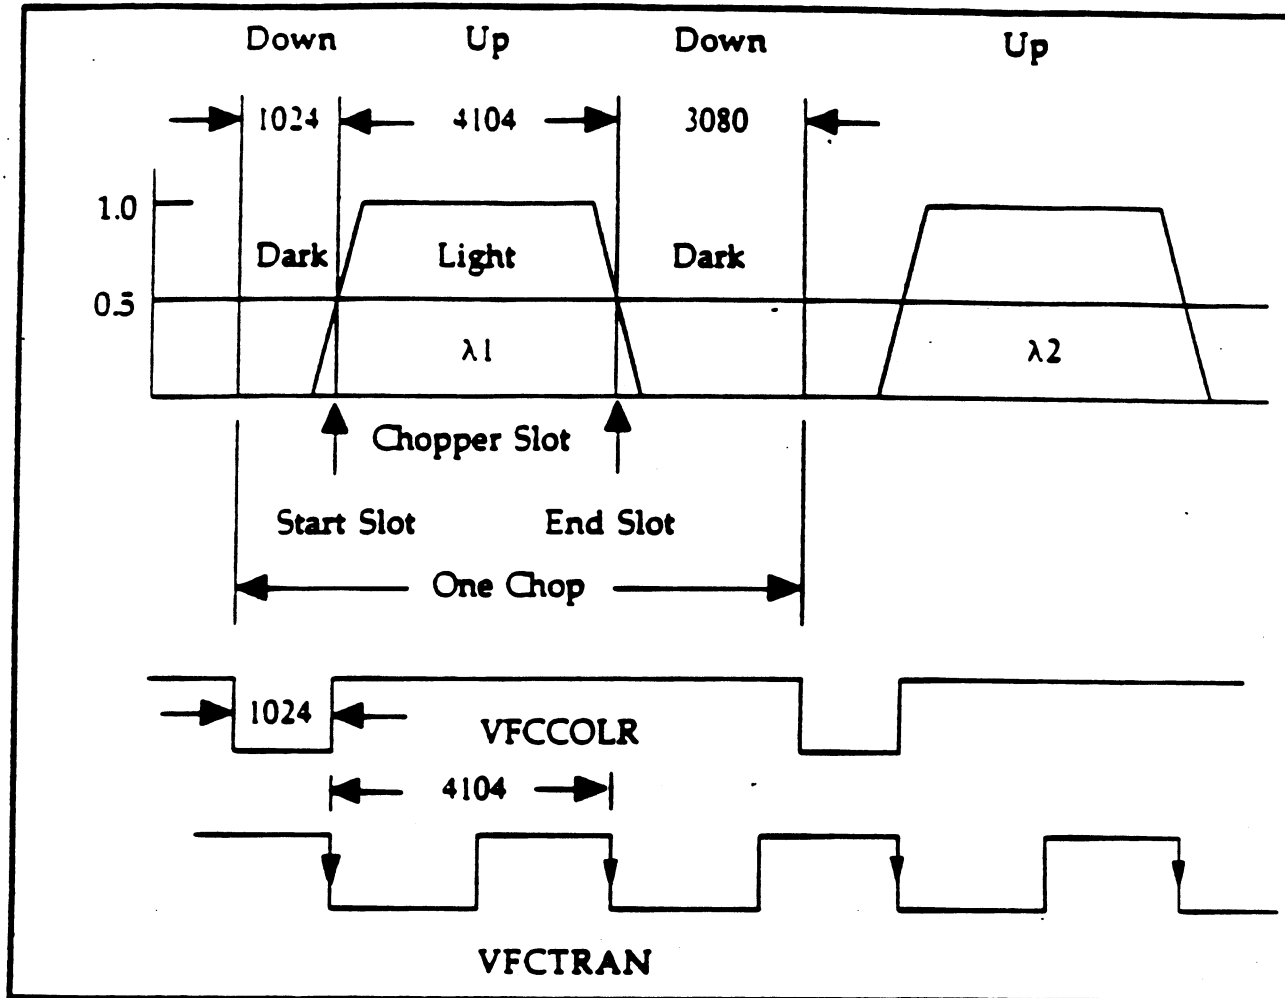 Down Up Down Up
1024 4104 3080
1.0
Dark Light Dark
0.5
λ1 λ2
Chopper Slot
Start Slot End Slot
One Chop
1024
VFCCOLR
4104
VFCTRAN